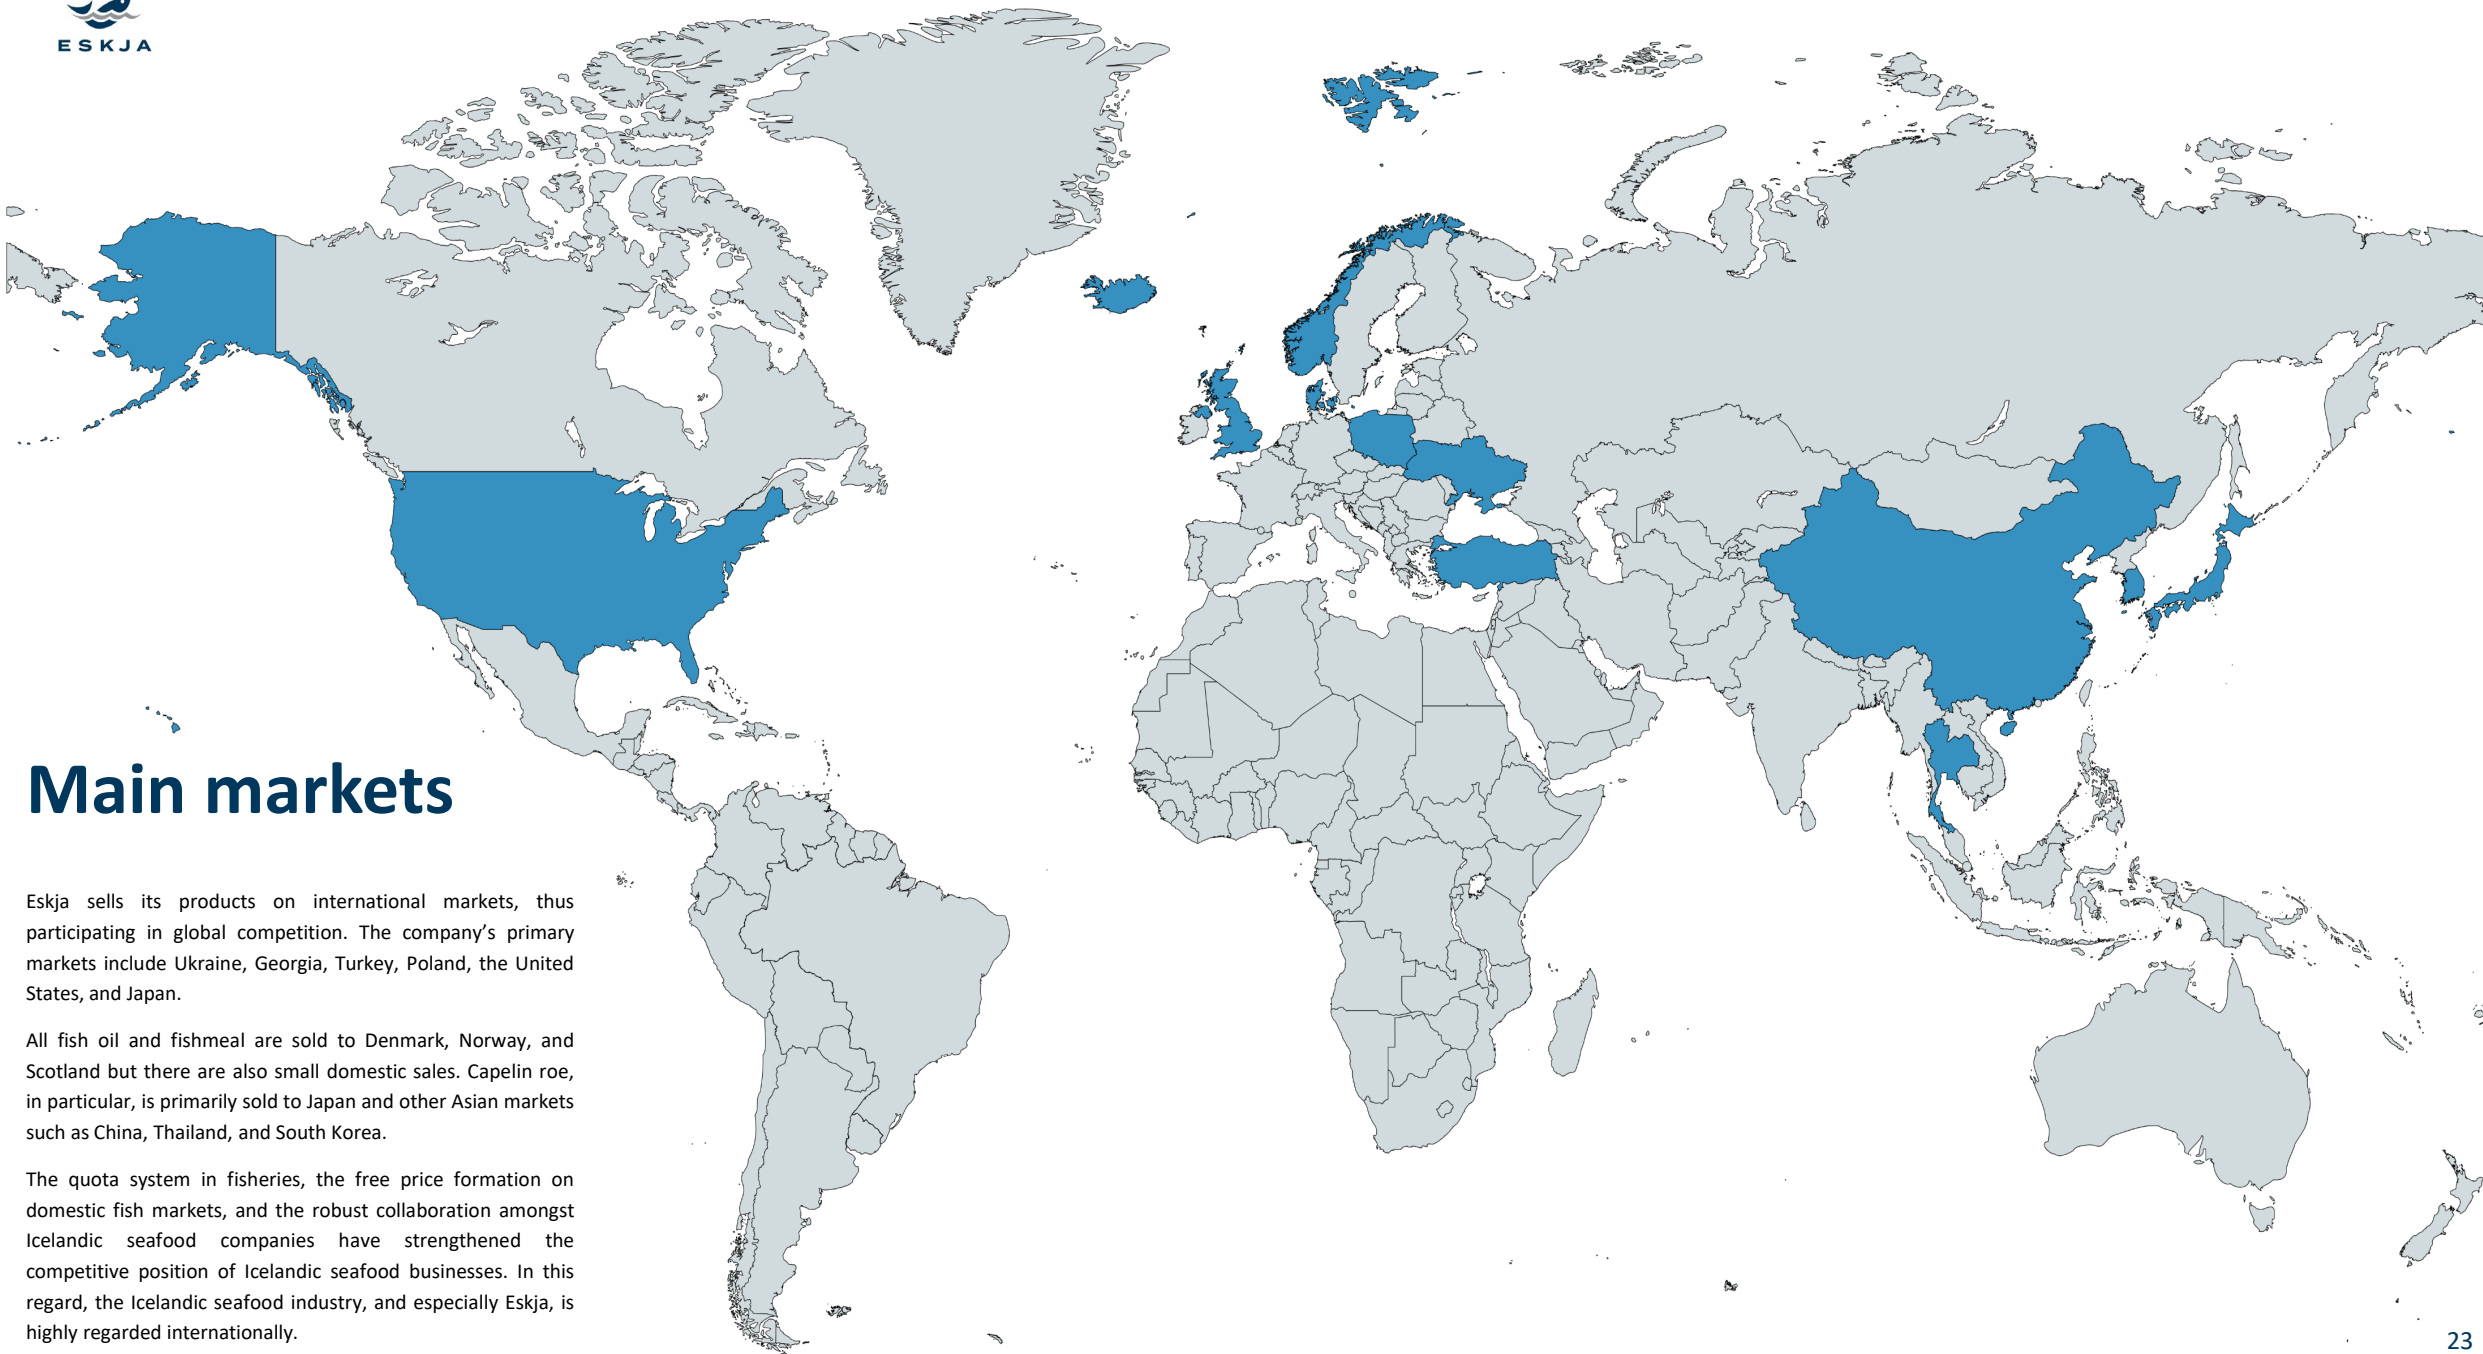 ESKJA
Main markets
Eskja sells its products on international markets, thus
participating in global competition. The company’s primary
markets include Ukraine, Georgia, Turkey, Poland, the United
States, and Japan.
All fish oil and fishmeal are sold to Denmark, Norway, and
Scotland but there are also small domestic sales. Capelin roe,
in particular, is primarily sold to Japan and other Asian markets
such as China, Thailand, and South Korea.
The quota system in fisheries, the free price formation on
domestic fish markets, and the robust collaboration amongst
Icelandic seafood companies have strengthened the
competitive position of Icelandic seafood businesses. In this
regard, the Icelandic seafood industry, and especially Eskja, is
highly regarded internationally.
23